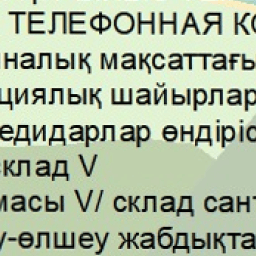 ТЕЛЕФОННАЯ КО
налық мақсаттағы
циялық шайырлар
едидарлар өндіріс
склад V
масы V/ склад сант
у-өлшеу жабдықта